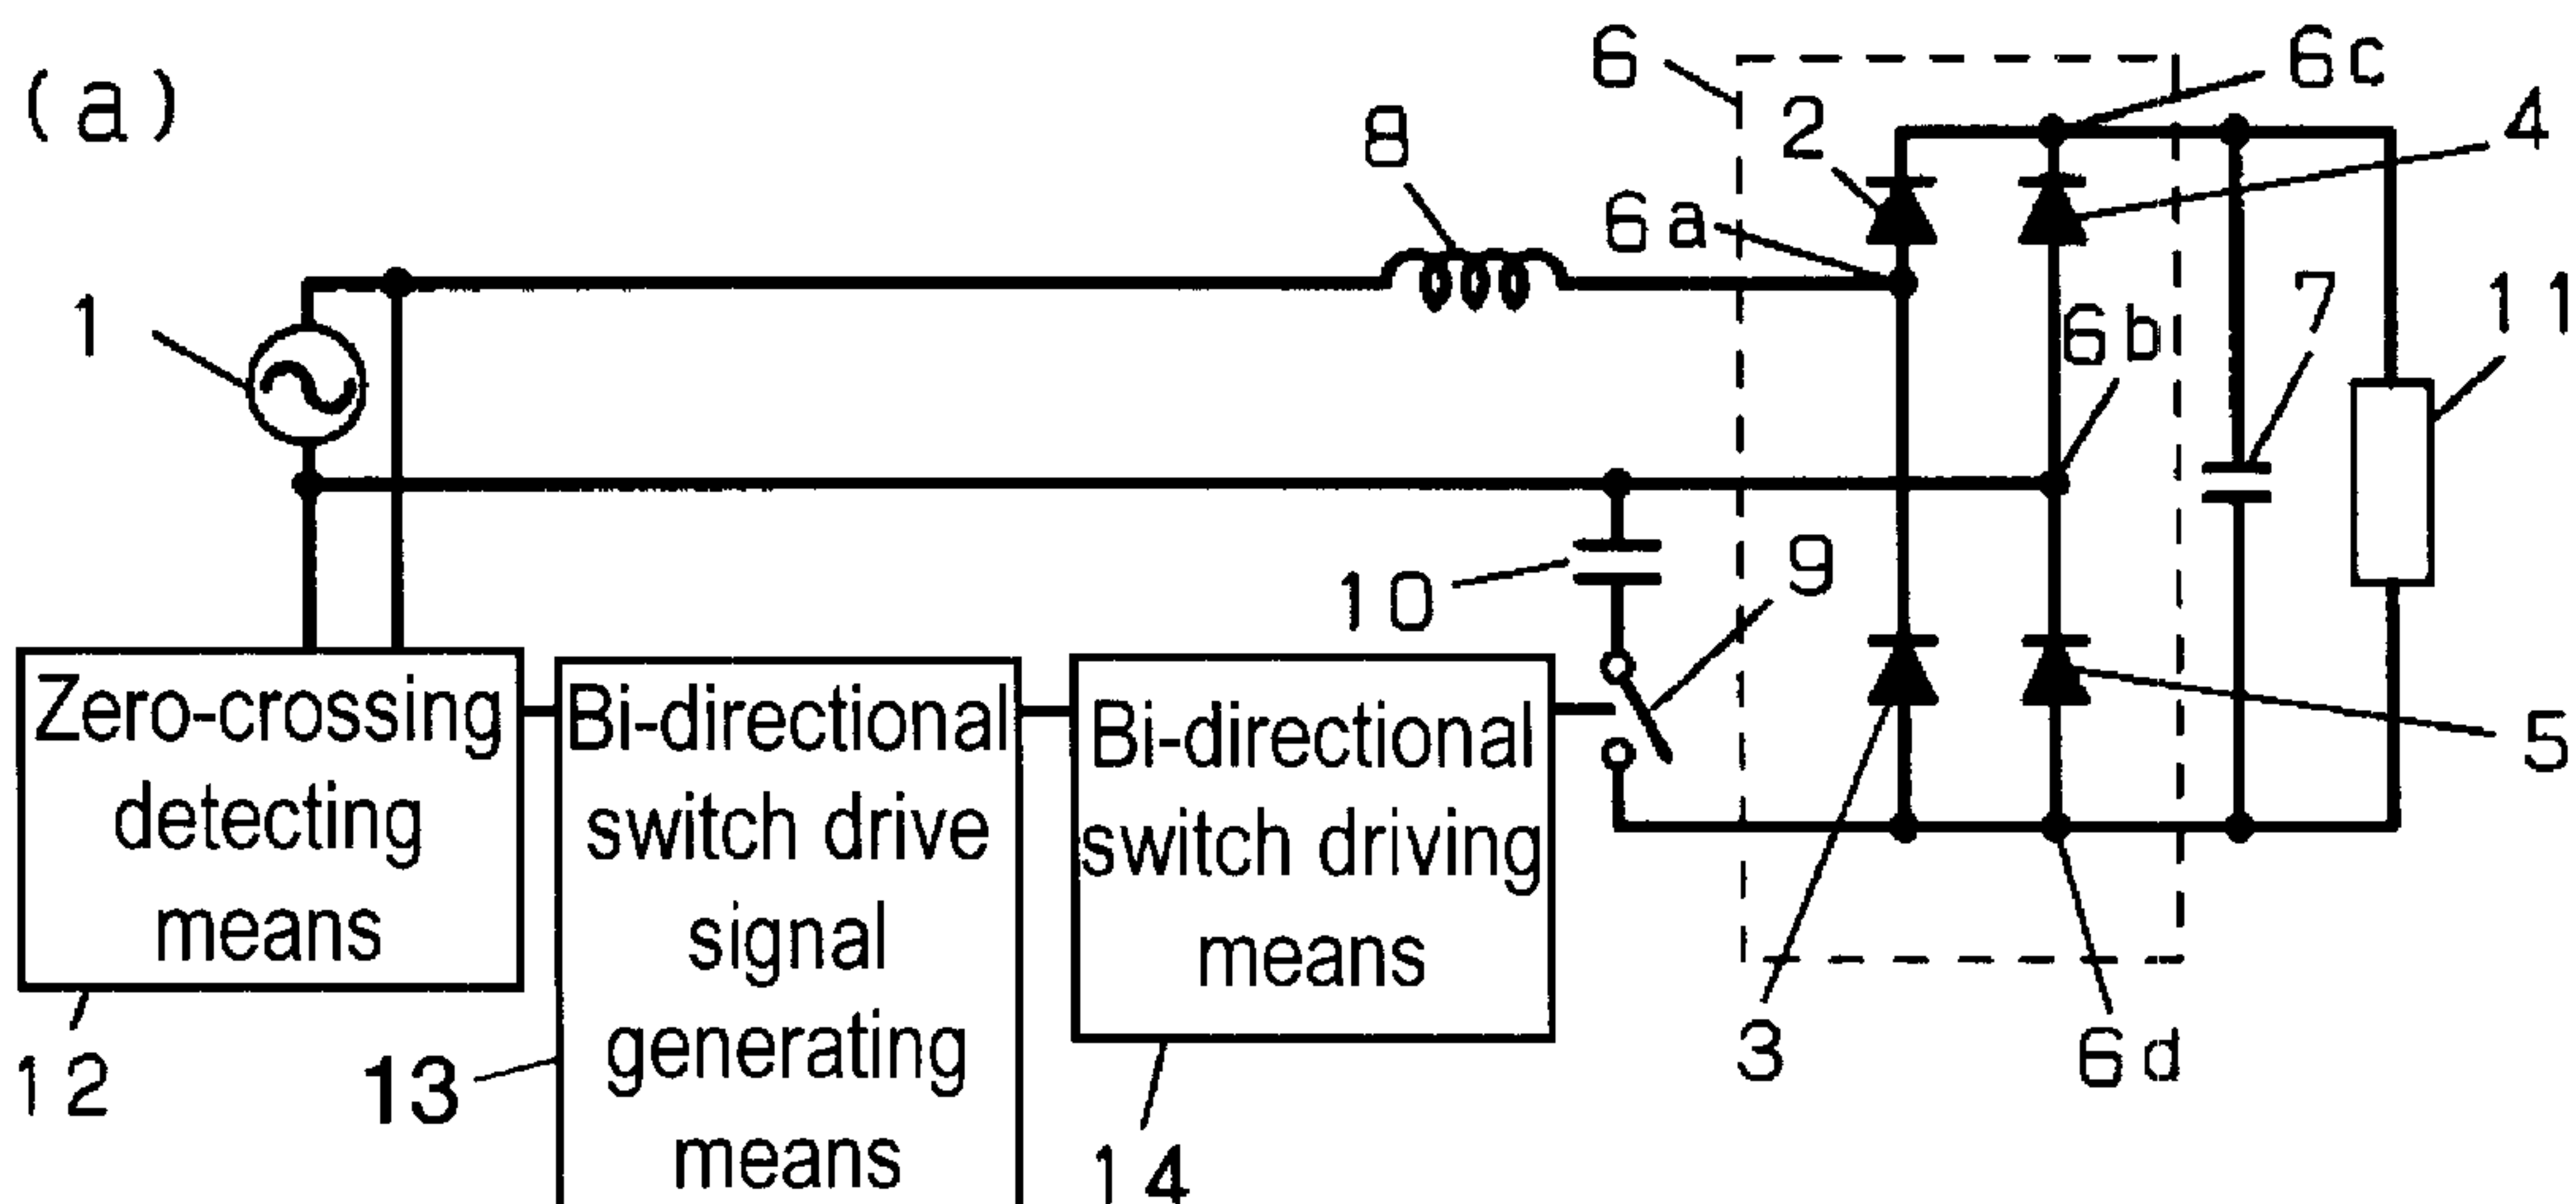 (a)
6
6c
2
4
8
6a
1
6b
7
11
10
9
Zero-crossing
detecting
means
Bi-directional
switch drive
signal
generating
means
Bi-directional
switch driving
means
5
12
13
14
3
6d